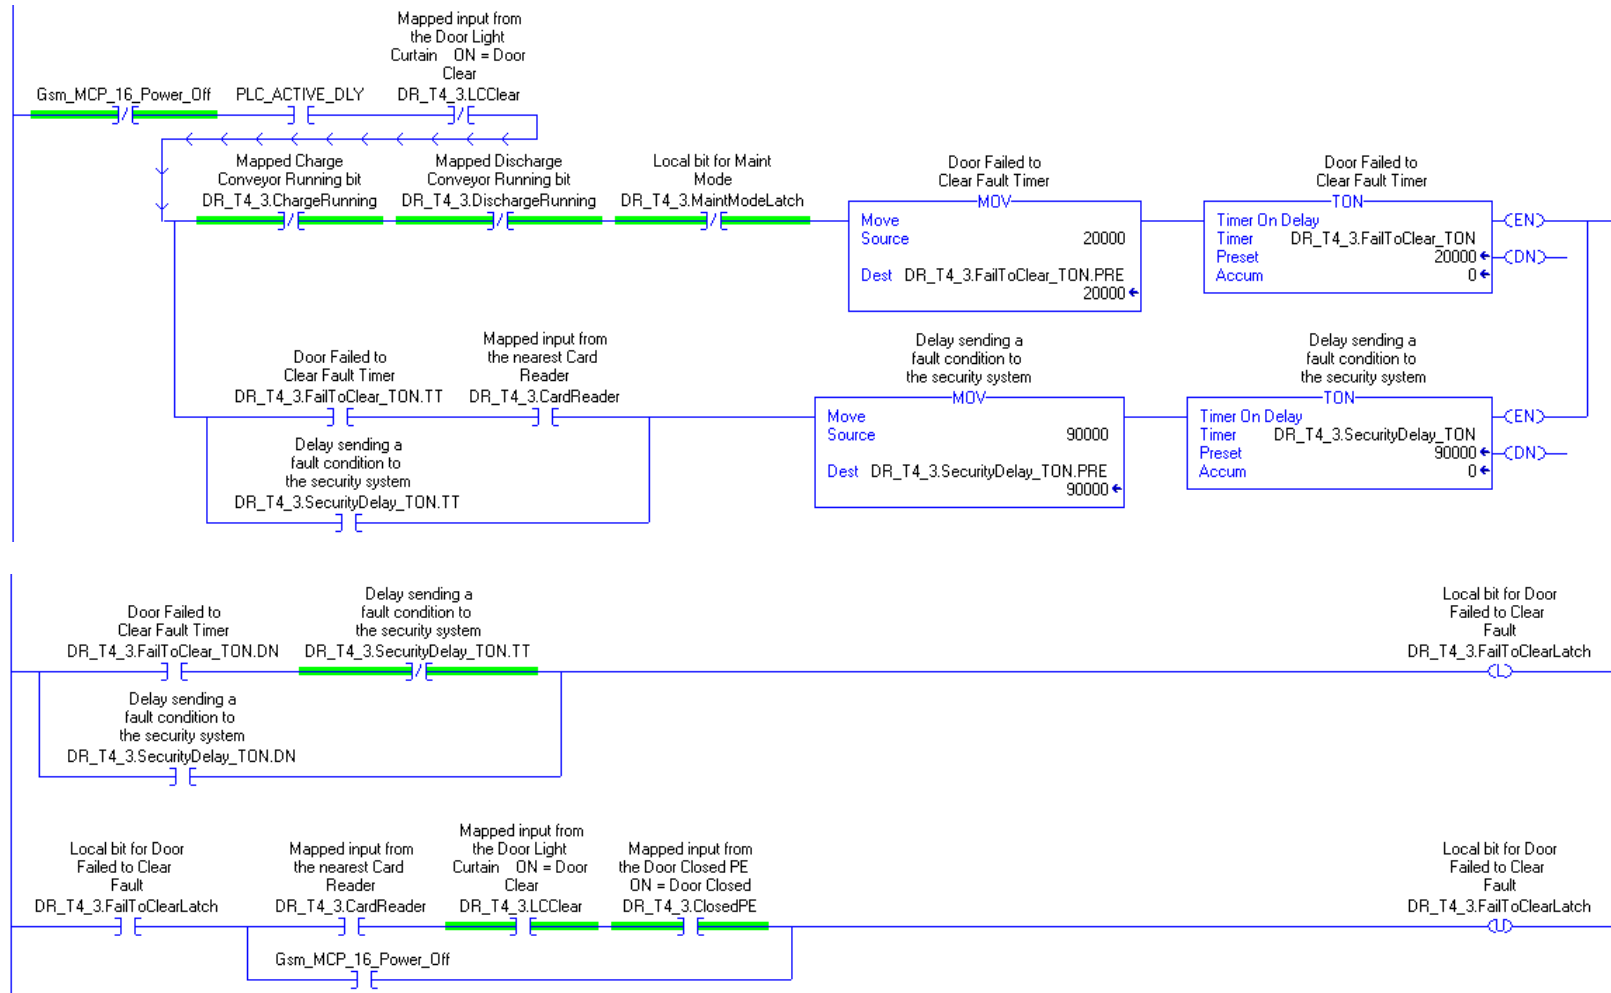 Mapped input from
the Door Light
Curtain    ON = Door
Clear
Gsm_MCP_16_Power_Off
PLC_ACTIVE_DLY
DR_T4_3.LCClear
Mapped Charge
Conveyor Running bit
DR_T4_3.ChargeRunning
Mapped Discharge
Conveyor Running bit
DR_T4_3.DischargeRunning
Local bit for Maint
Mode
DR_T4_3.MaintModeLatch
Door Failed to
Clear Fault Timer
MOV
Move
Source 20000
Dest DR_T4_3.FailToClear_TON.PRE
20000
Door Failed to
Clear Fault Timer
TON
Timer On Delay
Timer DR_T4_3.FailToClear_TON
Preset 20000
Accum 0
EN
DN
Door Failed to
Clear Fault Timer
DR_T4_3.FailToClear_TON.TT
Mapped input from
the nearest Card
Reader
DR_T4_3.CardReader
Delay sending a
fault condition to
the security system
DR_T4_3.SecurityDelay_TON.TT
Delay sending a
fault condition to
the security system
MOV
Move
Source 90000
Dest DR_T4_3.SecurityDelay_TON.PRE
90000
Delay sending a
fault condition to
the security system
TON
Timer On Delay
Timer DR_T4_3.SecurityDelay_TON
Preset 90000
Accum 0
EN
DN
Door Failed to
Clear Fault Timer
DR_T4_3.FailToClear_TON.DN
Delay sending a
fault condition to
the security system
DR_T4_3.SecurityDelay_TON.TT
Local bit for Door
Failed to Clear
Fault
DR_T4_3.FailToClearLatch
L
Delay sending a
fault condition to
the security system
DR_T4_3.SecurityDelay_TON.DN
Local bit for Door
Failed to Clear
Fault
DR_T4_3.FailToClearLatch
Mapped input from
the nearest Card
Reader
DR_T4_3.CardReader
Mapped input from
the Door Light
Curtain    ON = Door
Clear
DR_T4_3.LCClear
Mapped input from
the Door Closed PE
ON = Door Closed
DR_T4_3.ClosedPE
Local bit for Door
Failed to Clear
Fault
DR_T4_3.FailToClearLatch
U
Gsm_MCP_16_Power_Off